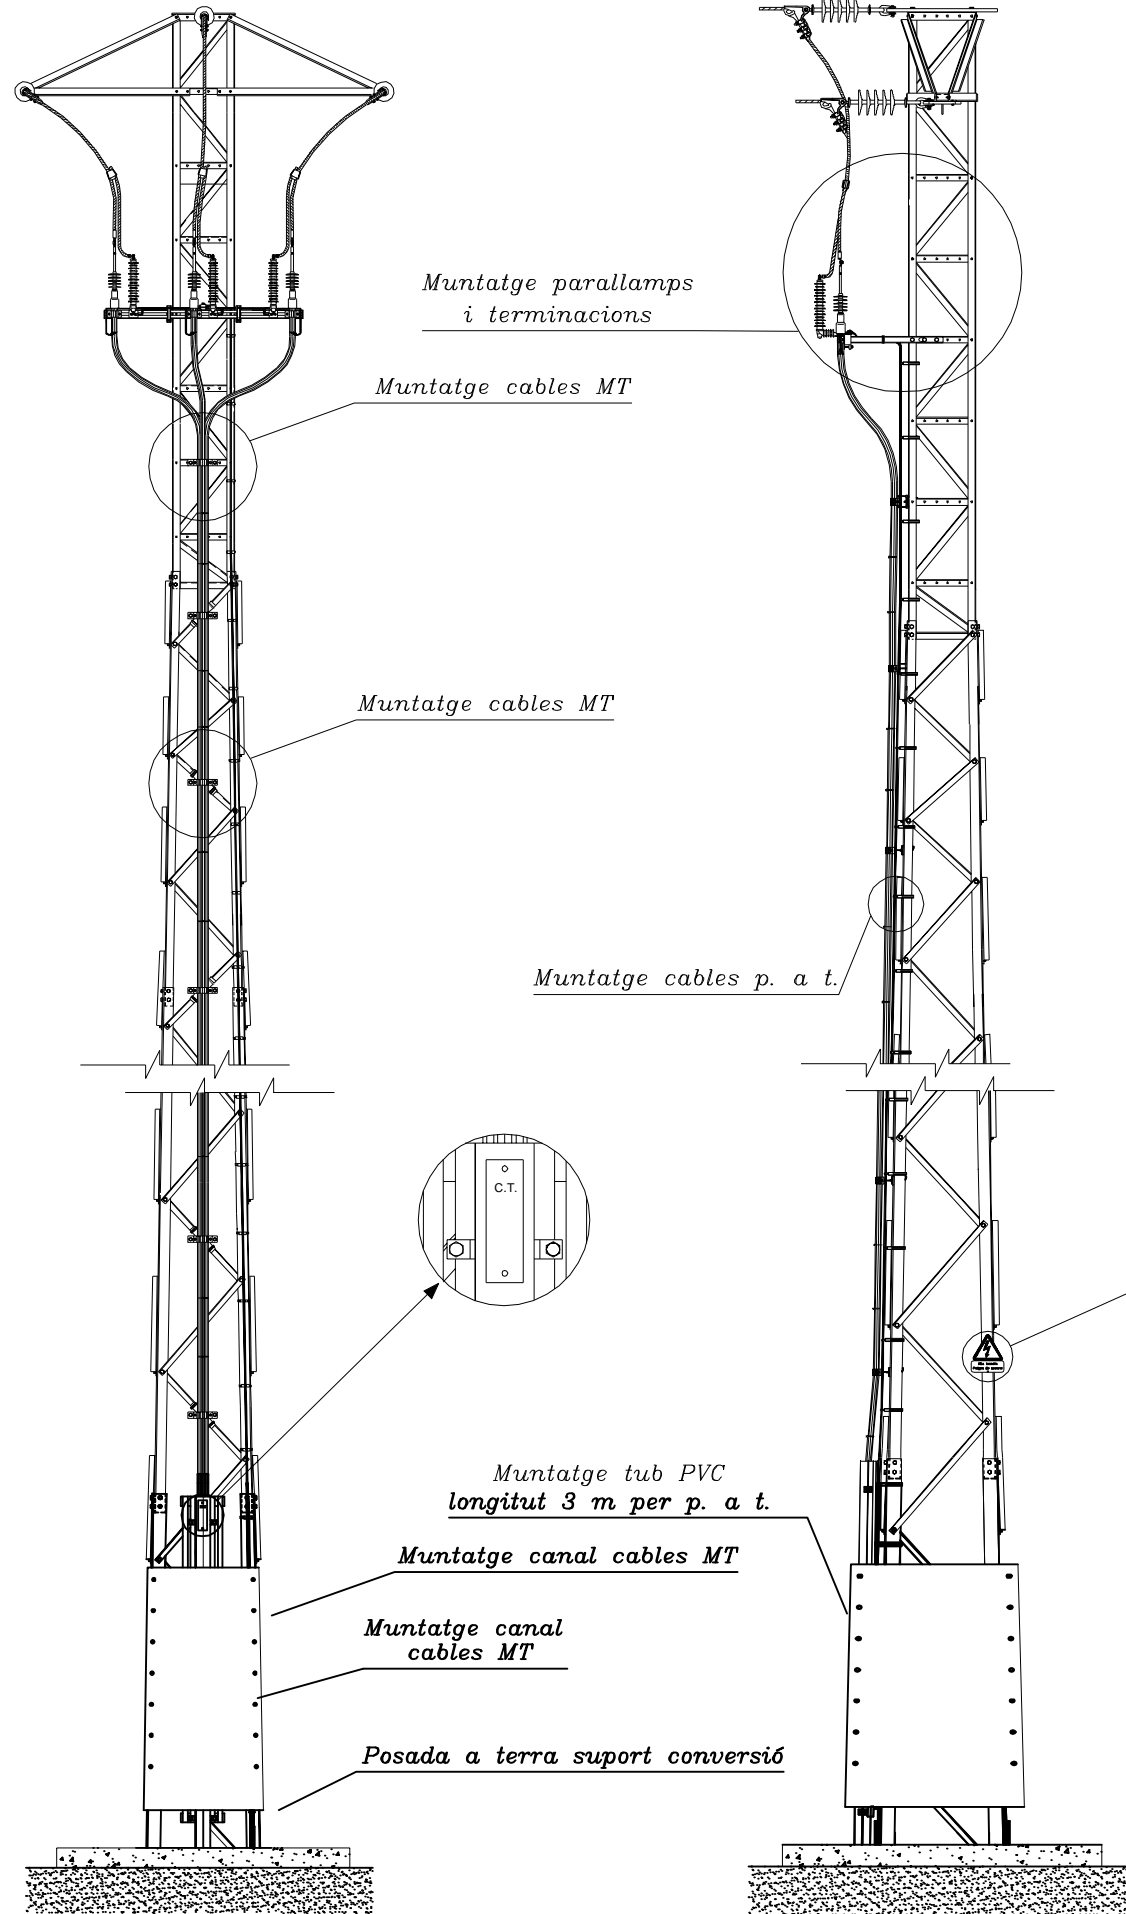 Muntatge parallamps
i terminacions
Muntatge cables MT
Muntatge cables MT
Muntatge cables p. a t.
C.T.
Muntatge tub PVC
longitut 3 m per p. a t.
Muntatge canal cables MT
Muntatge canal
cables MT
Posada a terra suport conversió